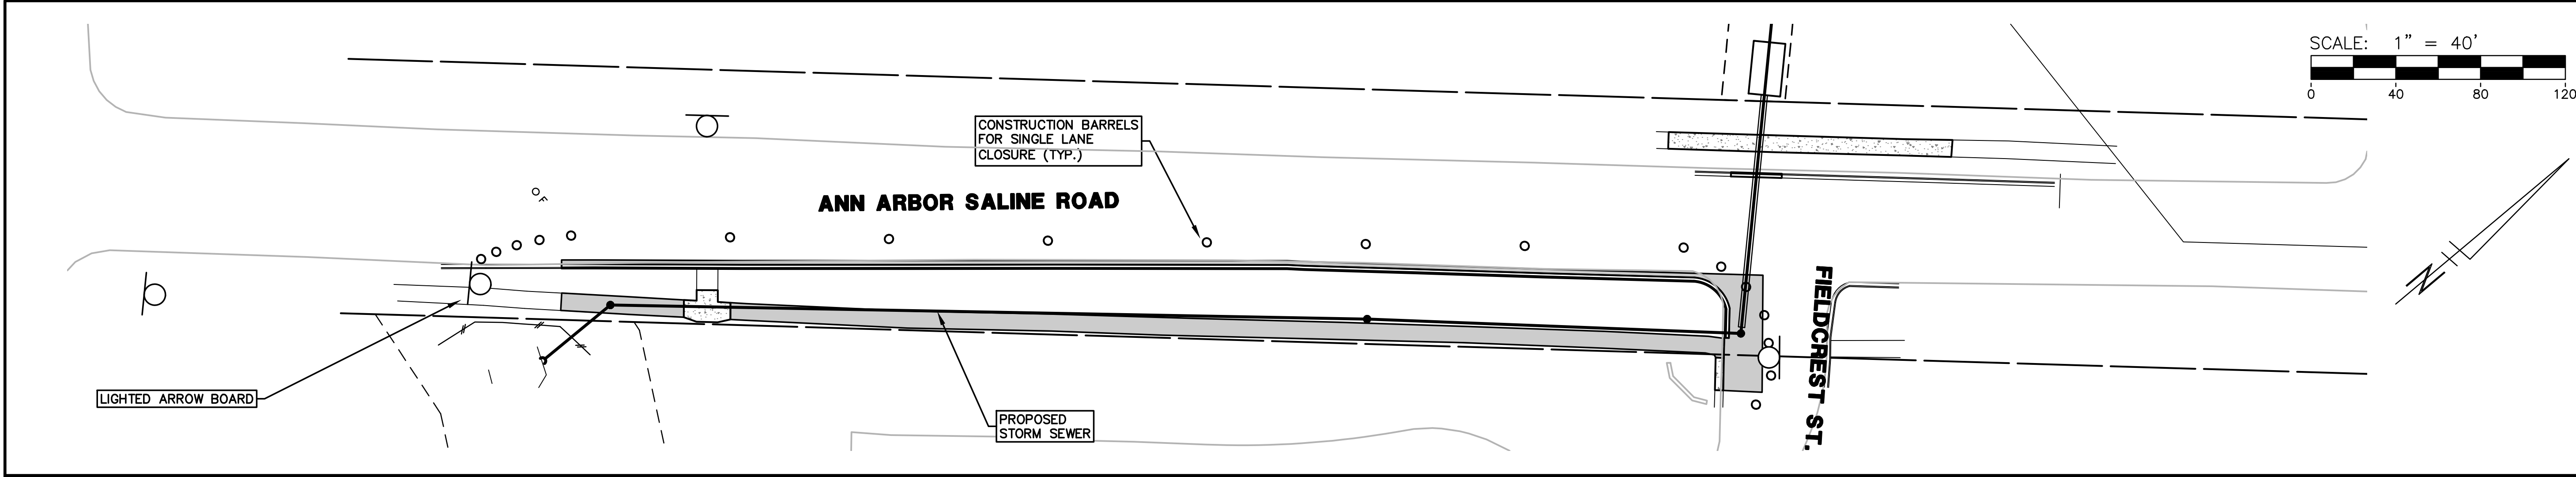 SCALE: 1" = 40'
0 40 80 120
CONSTRUCTION BARRELS
FOR SINGLE LANE
CLOSURE (TYP.)
ANN ARBOR SALINE ROAD
FIELDCREST ST.
N
LIGHTED ARROW BOARD
PROPOSED
STORM SEWER